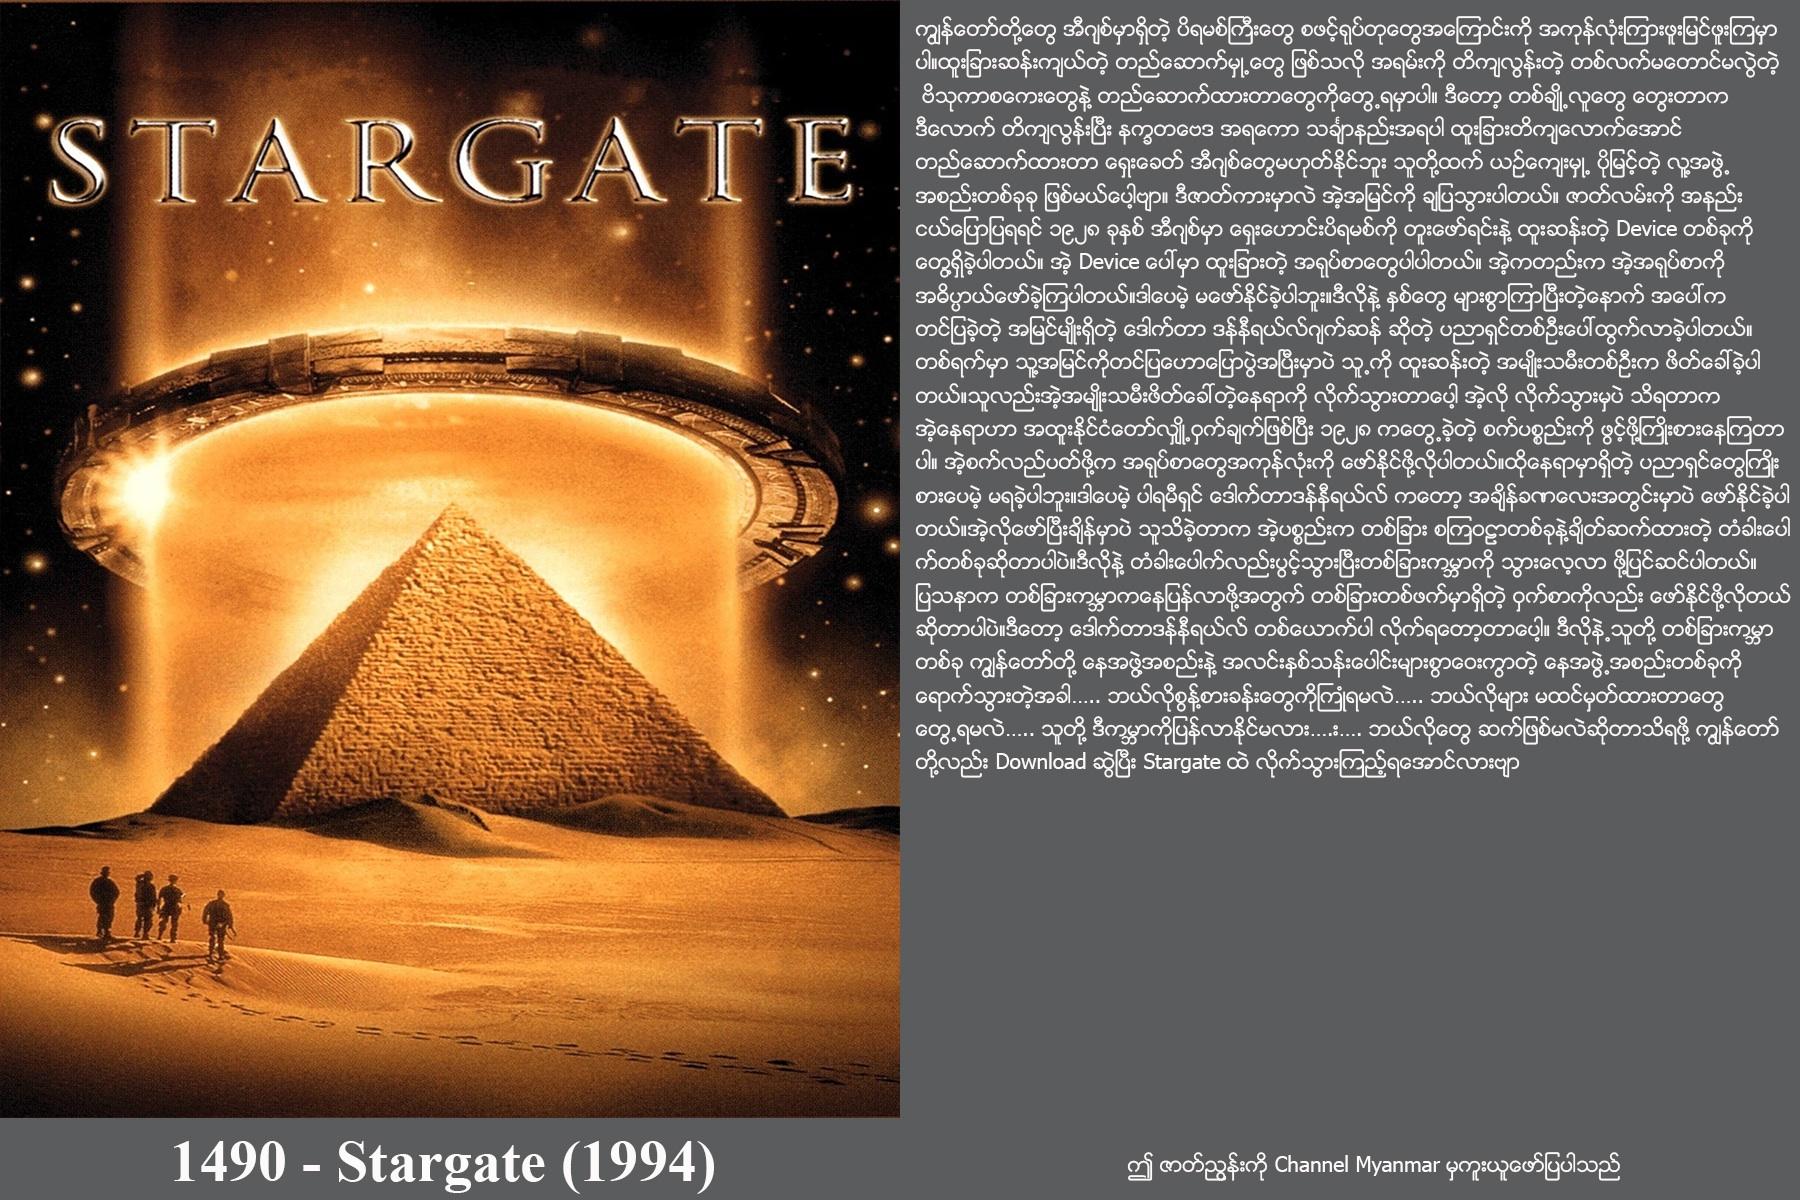 STARGATE
1490 - Stargate (1994)
ကျွန်တော်တို့တွေ အီဂျစ်မှာရှိတဲ့ ပိရမစ်ကြီးတွေ စဖင့်ရုပ်တုတွေအကြောင်းကို အကုန်လုံးကြားဖူးမြင်ဖူးကြမှာ
ပါ။ထူးခြားဆန်းကျယ်တဲ့ တည်ဆောက်မှု့တွေ ဖြစ်သလို အရမ်းကို တိကျလွန်းတဲ့ တစ်လက်မတောင်မလွဲတဲ့
ဗိသုကာစကေးတွေနဲ့ တည်ဆောက်ထားတာတွေကိုတွေ့ရမှာပါ။ ဒီတော့ တစ်ချို့လူတွေ တွေးတာက
ဒီလောက် တိကျလွန်းပြီး နက္ခတဗေဒ အရကော သင်္ချာနည်းအရပါ ထူးခြားတိကျလောက်အောင်
တည်ဆောက်ထားတာ ရှေးခေတ် အီဂျစ်တွေမဟုတ်နိုင်ဘူး သူတို့ထက် ယဉ်ကျေးမှု့ ပိုမြင့်တဲ့ လူ့အဖွဲ့
အစည်းတစ်ခုခု ဖြစ်မယ်ပေါ့ဗျာ။ ဒီဇာတ်ကားမှာလဲ အဲ့အမြင်ကို ချပြသွားပါတယ်။ ဇာတ်လမ်းကို အနည်း
ငယ်ပြောပြရရင် ၁၉၂၈ ခုနှစ် အီဂျစ်မှာ ရှေးဟောင်းပိရမစ်ကို တူးဖော်ရင်းနဲ့ ထူးဆန်းတဲ့ Device တစ်ခုကို
တွေ့ရှိခဲ့ပါတယ်။ အဲ့ Device ပေါ်မှာ ထူးခြားတဲ့ အရုပ်စာတွေပါပါတယ်။ အဲ့ကတည်းက အဲ့အရုပ်စာကို
အဓိပ္ပာယ်ဖော်ခဲ့ကြပါတယ်။ဒါပေမဲ့ မဖော်နိုင်ခဲ့ပါဘူး။ဒီလိုနဲ့ နှစ်တွေ များစွာကြာပြီးတဲ့နောက် အပေါ်က
တင်ပြခဲ့တဲ့ အမြင်မျိုးရှိတဲ့ ဒေါက်တာ ဒန်နီရယ်လ်ဂျက်ဆန် ဆိုတဲ့ ပညာရှင်တစ်ဦးပေါ်ထွက်လာခဲ့ပါတယ်။
တစ်ရက်မှာ သူ့အမြင်ကိုတင်ပြဟောပြောပွဲအပြီးမှာပဲ သူ့ကို ထူးဆန်းတဲ့ အမျိုးသမီးတစ်ဦးက ဖိတ်ခေါ်ခဲ့ပါ
တယ်။သူလည်းအဲ့အမျိုးသမီးဖိတ်ခေါ်တဲ့နေရာကို လိုက်သွားတာပေါ့ အဲ့လို လိုက်သွားမှပဲ သိရတာက
အဲ့နေရာဟာ အထူးနိုင်ငံတော်လျှို့ဝှက်ချက်ဖြစ်ပြီး ၁၉၂၈ ကတွေ့ခဲ့တဲ့ စက်ပစ္စည်းကို ဖွင့်ဖို့ကြိုးစားနေကြတာ
ပါ။ အဲ့စက်လည်ပတ်ဖို့က အရုပ်စာတွေအကုန်လုံးကို ဖော်နိုင်ဖို့လိုပါတယ်။ထိုနေရာမှာရှိတဲ့ ပညာရှင်တွေကြိုး
စားပေမဲ့ မရခဲ့ပါဘူး။ဒါပေမဲ့ ပါရမီရှင် ဒေါက်တာဒန်နီရယ်လ် ကတော့ အချိန်ခဏလေးအတွင်းမှာပဲ ဖော်နိုင်ခဲ့ပါ
တယ်။အဲ့လိုဖော်ပြီးချိန်မှာပဲ သူသိခဲ့တာက အဲ့ပစ္စည်းက တစ်ခြား စကြဝဠာတစ်ခုနဲ့ချိတ်ဆက်ထားတဲ့ တံခါးပေါ
က်တစ်ခုဆိုတာပါပဲ။ဒီလိုနဲ့ တံခါးပေါက်လည်းပွင့်သွားပြီးတစ်ခြားကမ္ဘာကို သွားလေ့လာ ဖို့ပြင်ဆင်ပါတယ်။
ပြသနာက တစ်ခြားကမ္ဘာကနေပြန်လာဖို့အတွက် တစ်ခြားတစ်ဖက်မှာရှိတဲ့ ဝှက်စာကိုလည်း ဖော်နိုင်ဖို့လိုတယ်
ဆိုတာပါပဲ။ဒီတော့ ဒေါက်တာဒန်နီရယ်လ် တစ်ယောက်ပါ လိုက်ရတော့တာပေါ့။ ဒီလိုနဲ့သူတို့ တစ်ခြားကမ္ဘာ
တစ်ခု ကျွန်တော်တို့ နေအဖွဲ့အစည်းနဲ့ အလင်းနှစ်သန်းပေါင်းများစွာဝေးကွာတဲ့ နေအဖွဲ့အစည်းတစ်ခုကို
ရောက်သွားတဲ့အခါ..... ဘယ်လိုစွန့်စားခန်းတွေကိုကြုံရမလဲ..... ဘယ်လိုများ မထင်မှတ်ထားတာတွေ
တွေ့ရမလဲ..... သူတို့ ဒီကမ္ဘာကိုပြန်လာနိုင်မလား....း.... ဘယ်လိုတွေ ဆက်ဖြစ်မလဲဆိုတာသိရဖို့ ကျွန်တော်
တို့လည်း Download ဆွဲပြီး Stargate ထဲ လိုက်သွားကြည့်ရအောင်လားဗျာ
ဤ ဇာတ်ညွှန်းကို Channel Myanmar မှကူးယူဖော်ပြပါသည်